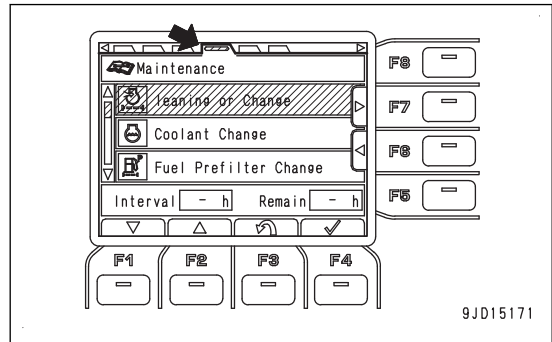 Maintenance
F8
leaning or Change
F7
Coolant Change
F6
Fuel Prefilter Change
Interval - h Remain - h
F5
F1 F2 F3 F4
9JD15171